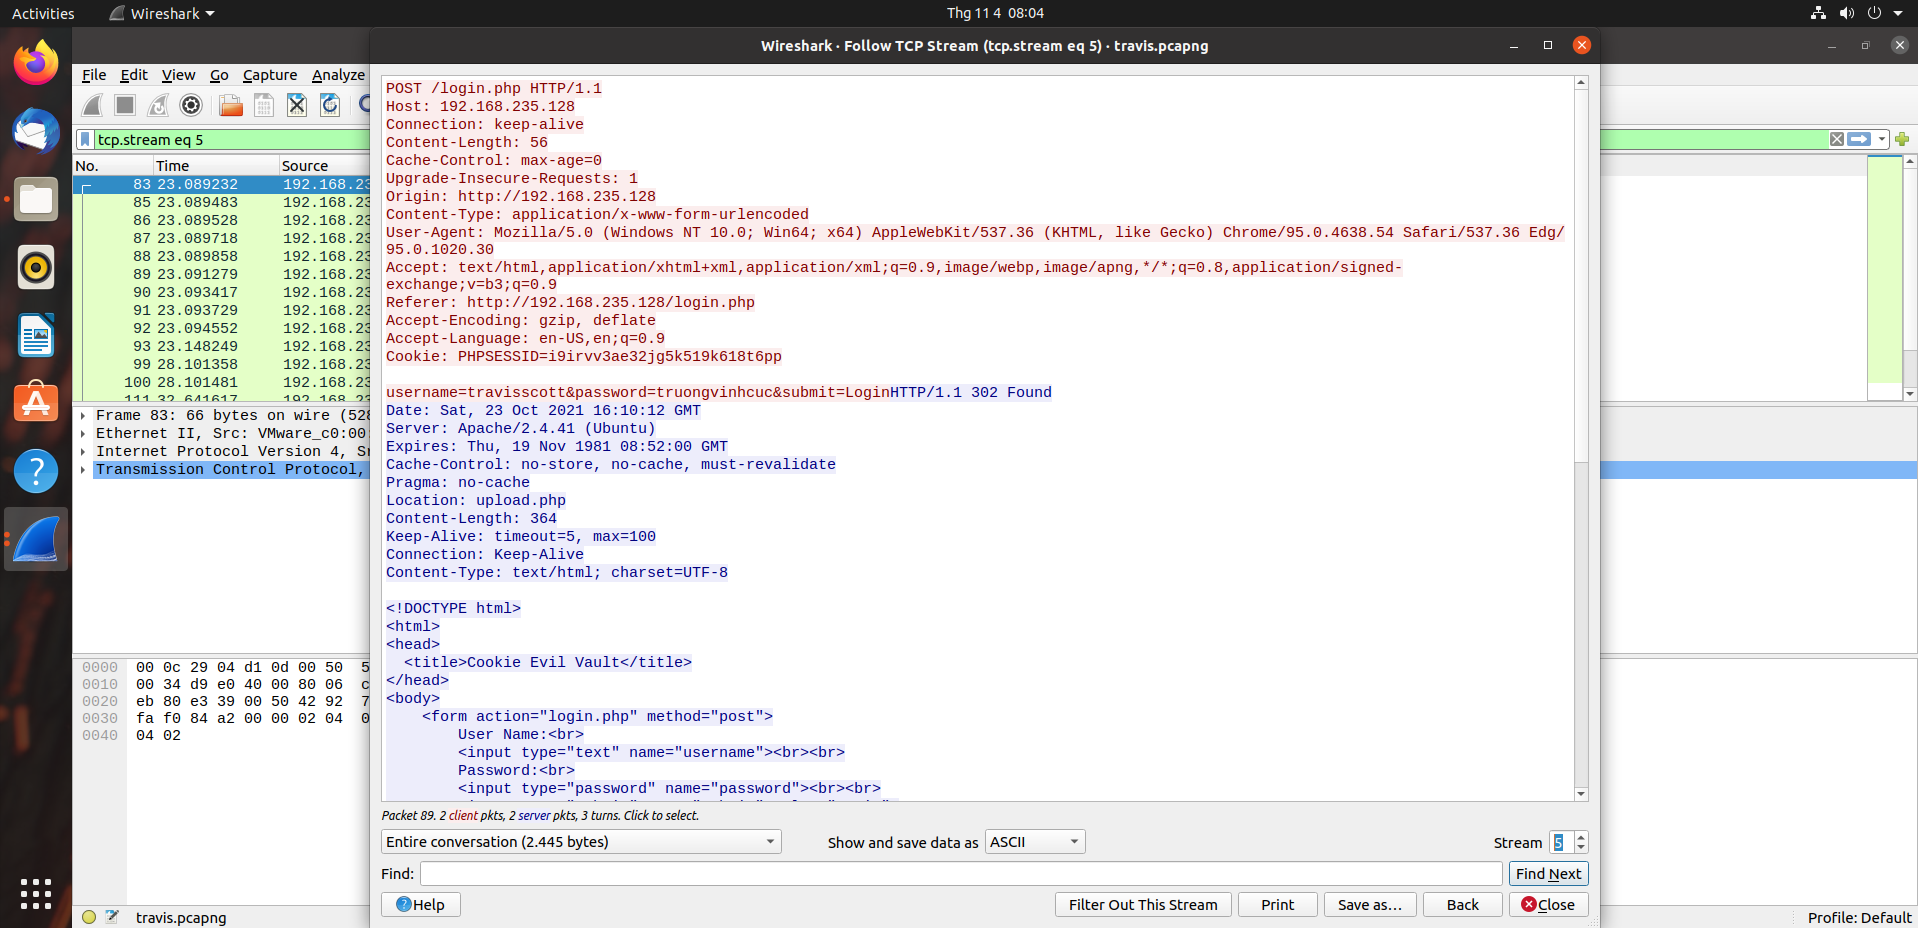 Activities
Wireshark
Thg 11 4 08:04
Wireshark · Follow TCP Stream (tcp.stream eq 5) · travis.pcapng
File Edit View Go Capture Analyze
tcp.stream eq 5
No. Time Source
83 23.089232 192.168.23
85 23.089483 192.168.23
86 23.089528 192.168.23
87 23.089718 192.168.23
88 23.089858 192.168.23
89 23.091279 192.168.23
90 23.093417 192.168.23
91 23.093729 192.168.23
92 23.094552 192.168.23
93 23.148249 192.168.23
99 28.101358 192.168.23
100 28.101481 192.168.23
111 32.641617 192.168.23
Frame 83: 66 bytes on wire (528
Ethernet II, Src: VMware_c0:00:
Internet Protocol Version 4, Sr
Transmission Control Protocol,
0000 00 0c 29 04 d1 0d 00 50 5
0010 00 34 d9 e0 40 00 80 06 c
0020 eb 80 e3 39 00 50 42 92 7
0030 fa f0 84 a2 00 00 02 04 0
0040 04 02
travis.pcapng
POST /login.php HTTP/1.1
Host: 192.168.235.128
Connection: keep-alive
Content-Length: 56
Cache-Control: max-age=0
Upgrade-Insecure-Requests: 1
Origin: http://192.168.235.128
Content-Type: application/x-www-form-urlencoded
User-Agent: Mozilla/5.0 (Windows NT 10.0; Win64; x64) AppleWebKit/537.36 (KHTML, like Gecko) Chrome/95.0.4638.54 Safari/537.36 Edg/
95.0.1020.30
Accept: text/html,application/xhtml+xml,application/xml;q=0.9,image/webp,image/apng,*/*;q=0.8,application/signed-
exchange;v=b3;q=0.9
Referer: http://192.168.235.128/login.php
Accept-Encoding: gzip, deflate
Accept-Language: en-US,en;q=0.9
Cookie: PHPSESSID=i9irvv3ae32jg5k519k618t6pp
username=travisscott&password=truongvinhcuc&submit=LoginHTTP/1.1 302 Found
Date: Sat, 23 Oct 2021 16:10:12 GMT
Server: Apache/2.4.41 (Ubuntu)
Expires: Thu, 19 Nov 1981 08:52:00 GMT
Cache-Control: no-store, no-cache, must-revalidate
Pragma: no-cache
Location: upload.php
Content-Length: 364
Keep-Alive: timeout=5, max=100
Connection: Keep-Alive
Content-Type: text/html; charset=UTF-8
<!DOCTYPE html>
<html>
<head>
<title>Cookie Evil Vault</title>
</head>
<body>
<form action="login.php" method="post">
User Name:<br>
<input type="text" name="username"><br><br>
Password:<br>
<input type="password" name="password"><br><br>
Packet 89. 2 client pkts, 2 server pkts, 3 turns. Click to select.
Entire conversation (2.445 bytes)
Show and save data as ASCII
Stream 5
Find:
Find Next
Help
Filter Out This Stream
Print
Save as…
Back
Close
Profile: Default